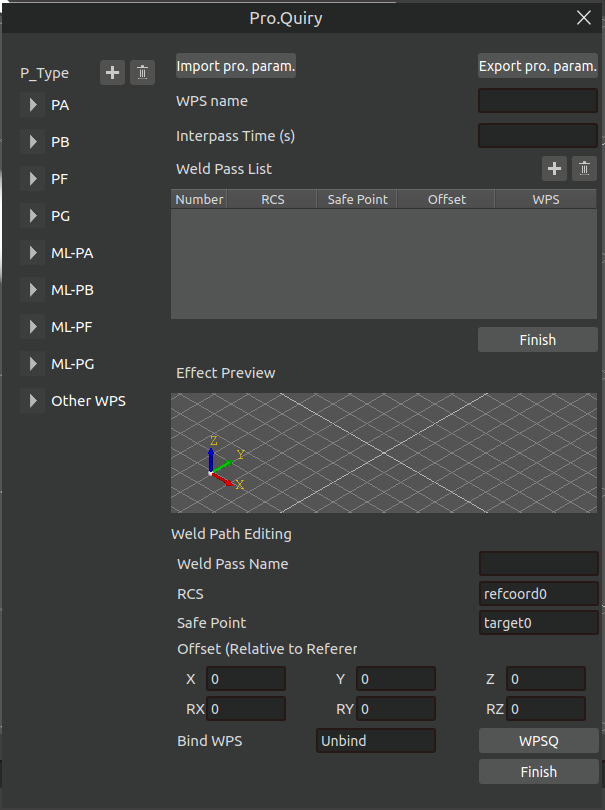 Pro.Quiry
P_Type
PA
PB
PF
PG
ML-PA
ML-PB
ML-PF
ML-PG
Other WPS
Import pro. param.
Export pro. param.
WPS name
Interpass Time (s)
Weld Pass List
Number RCS Safe Point Offset WPS
Finish
Effect Preview
Z
Y
X
Weld Path Editing
Weld Pass Name
RCS refcoord0
Safe Point target0
Offset (Relative to Referer
X 0 Y 0 Z 0
RX 0 RY 0 RZ 0
Bind WPS Unbind WPSQ
Finish